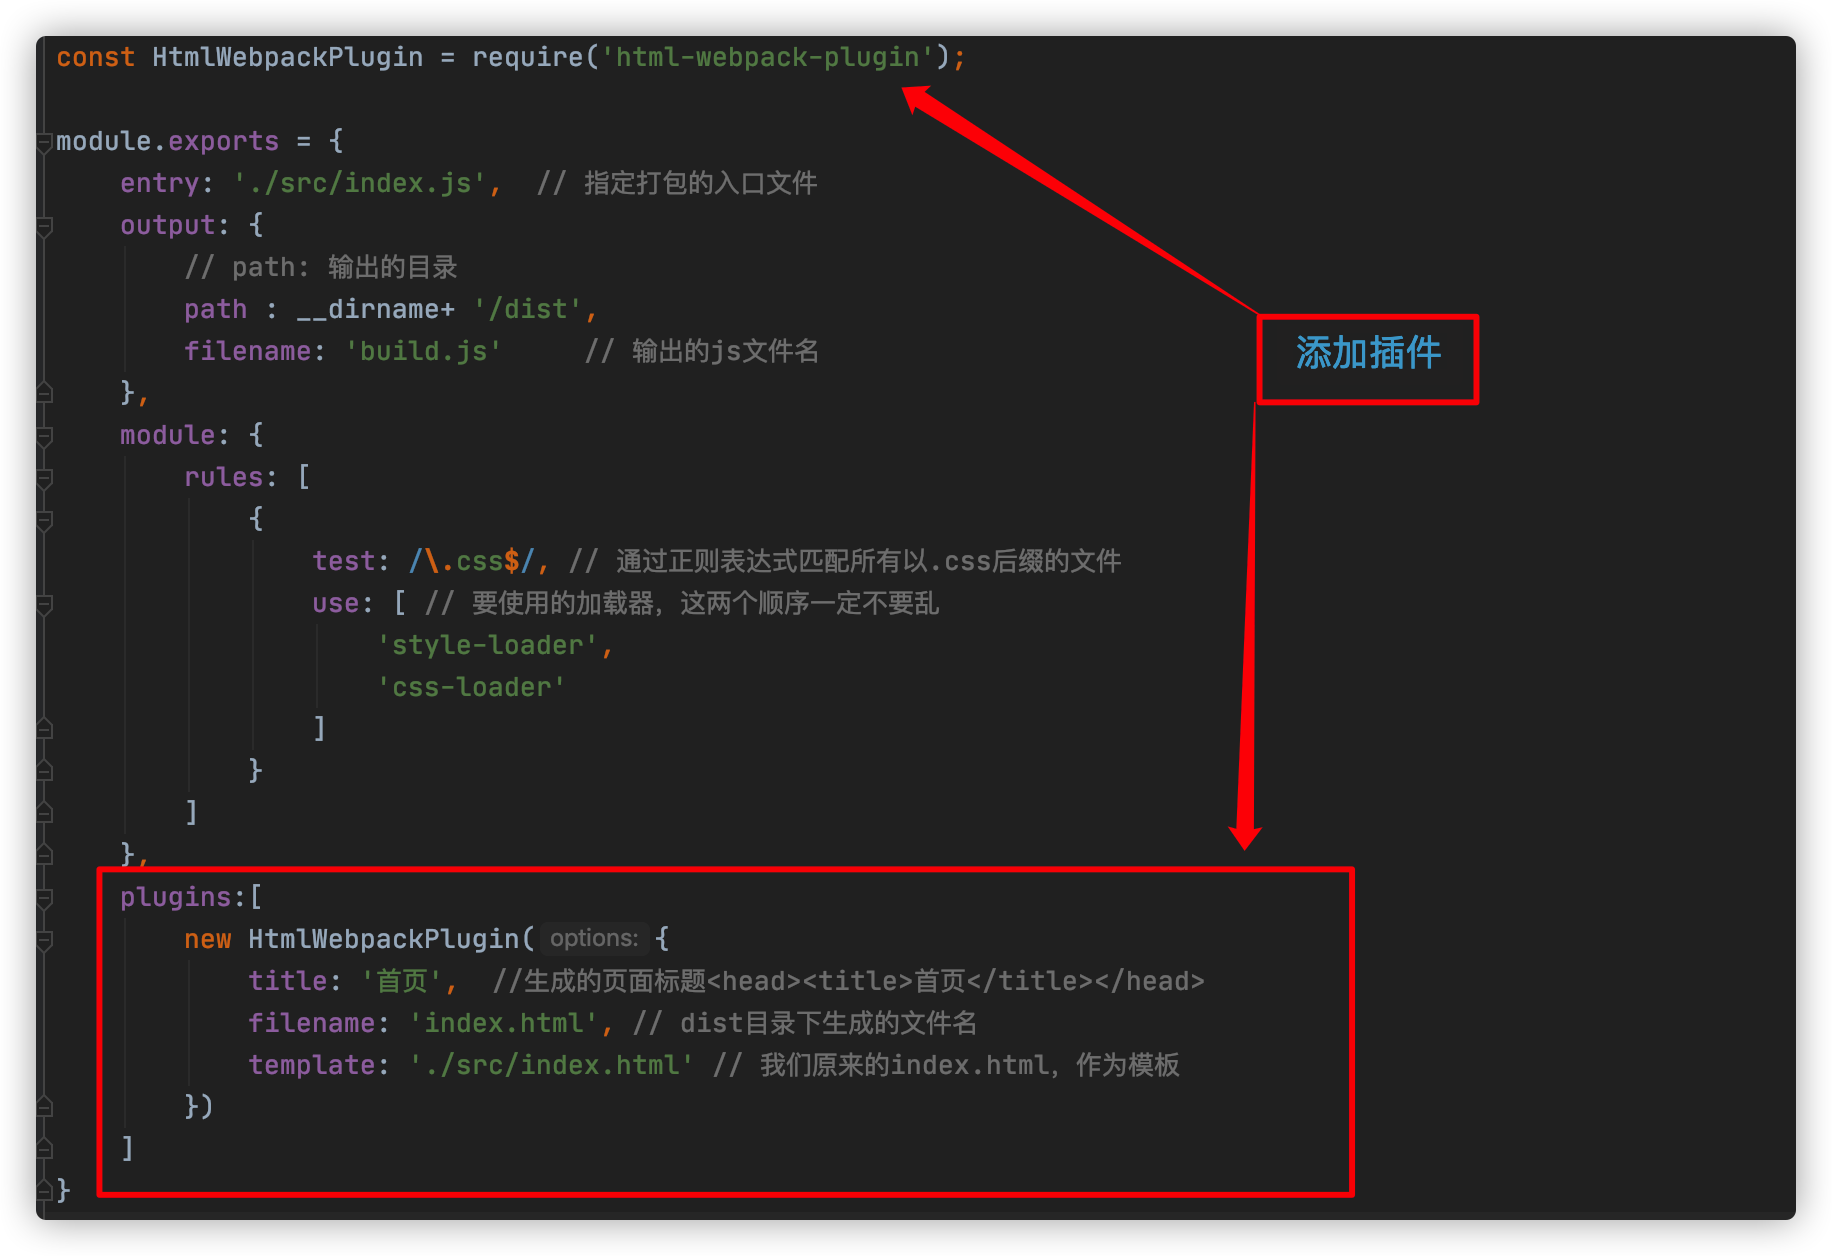 const HtmlWebpackPlugin = require('html-webpack-plugin');
module.exports = {
entry: './src/index.js',  // 指定打包的入口文件
output: {
// path: 输出的目录
path : __dirname+ '/dist',
filename: 'build.js'     // 输出的js文件名
添加插件
},
module: {
rules: [
{
test: /\.css$/, // 通过正则表达式匹配所有以.css后缀的文件
use: [ // 要使用的加载器，这两个顺序一定不要乱
'style-loader',
'css-loader'
]
}
]
},
plugins:[
new HtmlWebpackPlugin( options: {
title: '首页',  //生成的页面标题<head><title>首页</title></head>
filename: 'index.html', // dist目录下生成的文件名
template: './src/index.html' // 我们原来的index.html，作为模板
})
]
}